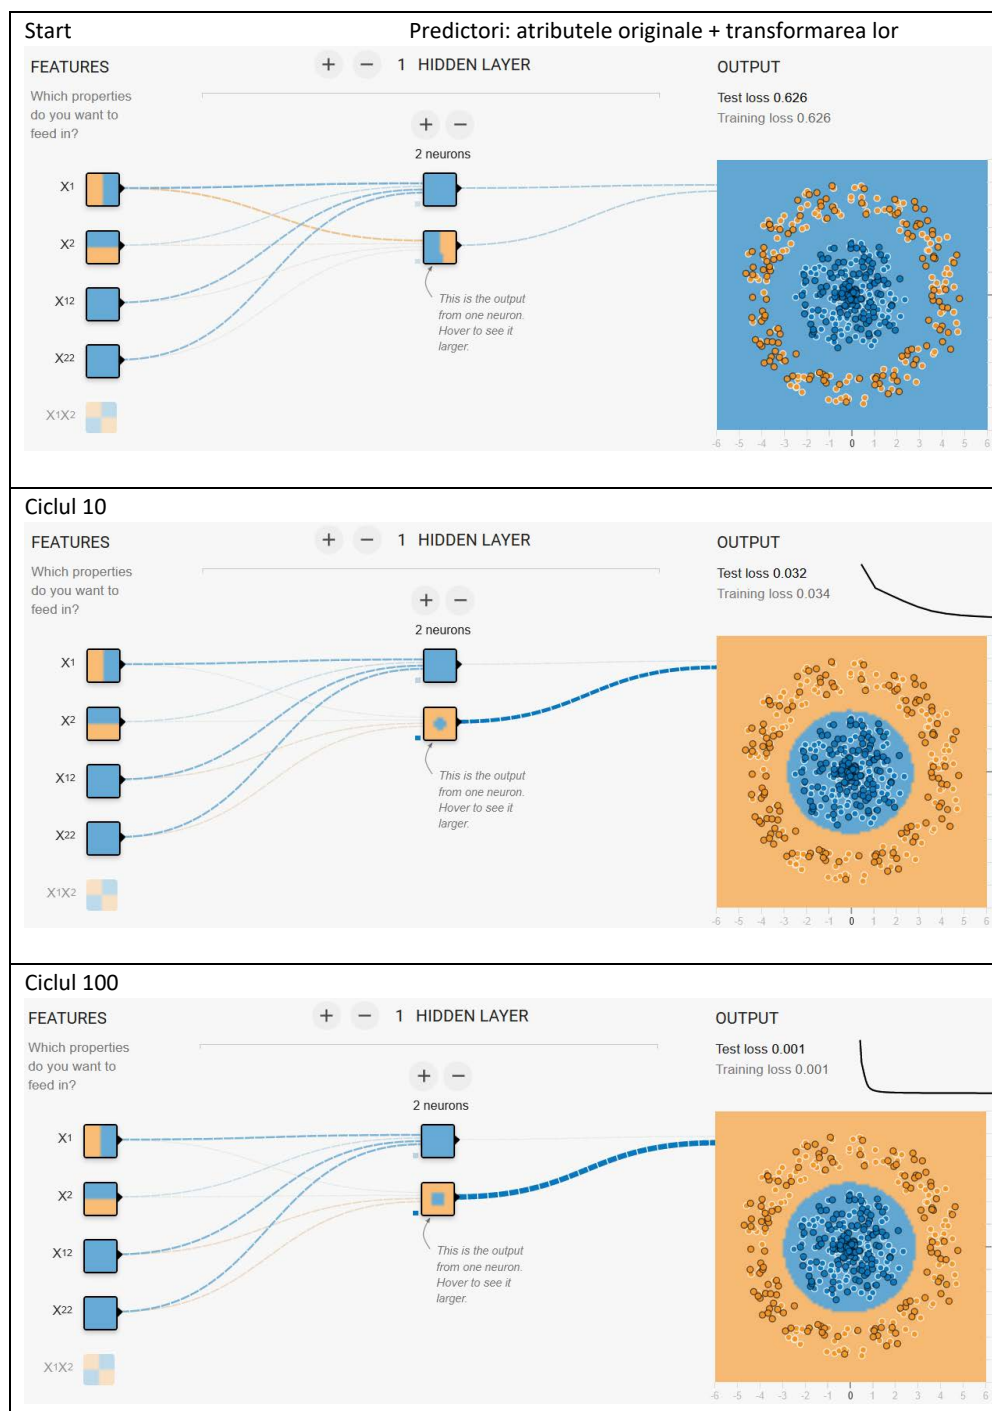 Start Predictori: atributele originale + transformarea lor
FEATURES + − 1 HIDDEN LAYER OUTPUT
Which properties
do you want to
feed in?
Test loss 0.626
Training loss 0.626
+ −
2 neurons
X1
X2
X12
X22
X1X2
This is the output
from one neuron.
Hover to see it
larger.
-6 -5 -4 -3 -2 -1 0 1 2 3 4 5 6
Ciclul 10
FEATURES + − 1 HIDDEN LAYER OUTPUT
Which properties
do you want to
feed in?
Test loss 0.032
Training loss 0.034
+ −
2 neurons
X1
X2
X12
X22
X1X2
This is the output
from one neuron.
Hover to see it
larger.
-6 -5 -4 -3 -2 -1 0 1 2 3 4 5 6
Ciclul 100
FEATURES + − 1 HIDDEN LAYER OUTPUT
Which properties
do you want to
feed in?
Test loss 0.001
Training loss 0.001
+ −
2 neurons
X1
X2
X12
X22
X1X2
This is the output
from one neuron.
Hover to see it
larger.
-6 -5 -4 -3 -2 -1 0 1 2 3 4 5 6